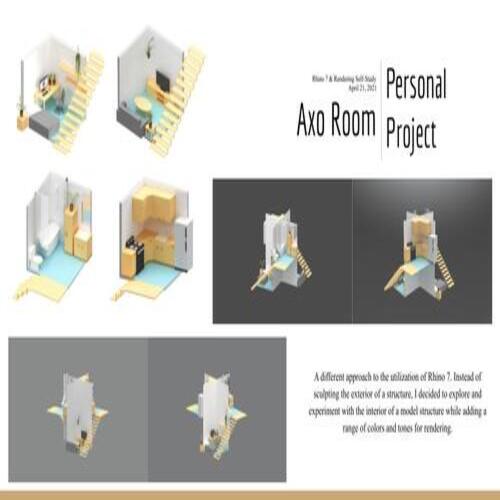 Rhino 7 & Rendering Self-Study
April 21, 2021
Axo Room
Personal
Project
A different approach to the utilization of Rhino 7. Instead of
sculpting the exterior of a structure, I decided to explore and
experiment with the interior of a model structure while adding a
range of colors and tones for rendering.